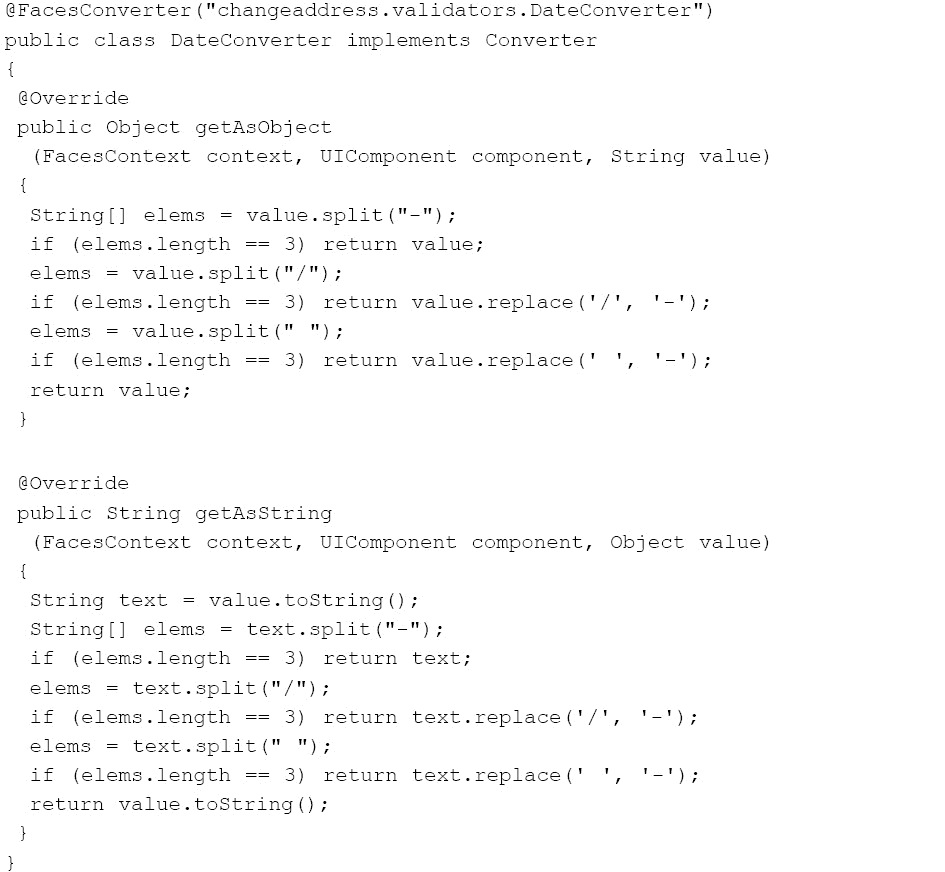 @FacesConverter("changeaddress.validators.DateConverter")
public class DateConverter implements Converter
{
@Override
public Object getAsObject
(FacesContext context, UIComponent component, String value)
{
String[] elems = value.split("-");
if (elems.length == 3) return value;
elems = value.split("/");
if (elems.length == 3) return value.replace('/', '-');
elems = value.split(" ");
if (elems.length == 3) return value.replace(' ', '-');
return value;
}
@Override
public String getAsString
(FacesContext context, UIComponent component, Object value)
{
String text = value.toString();
String[] elems = text.split("-");
if (elems.length == 3) return text;
elems = text.split("/");
if (elems.length == 3) return text.replace('/', '-');
elems = text.split(" ");
if (elems.length == 3) return text.replace(' ', '-');
return value.toString();
}
}